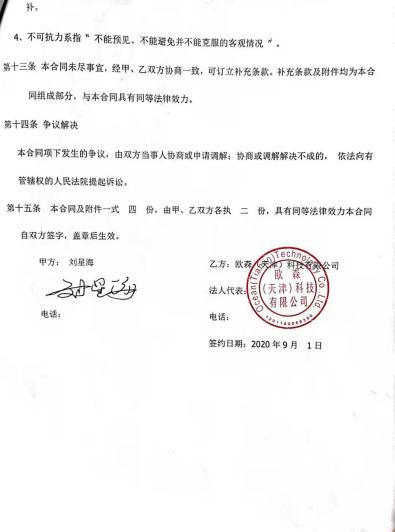 补。
4、不可抗力系指“不能预见、不能避免并不能克服的客观情况”。
第十三条 本合同未尽事宜，经甲、乙双方协商一致，可订立补充条款。补充条款及附件均为本合
同组成部分，与本合同具有同等法律效力。
第十四条 争议解决
本合同项下发生的争议，由双方当事人协商或申请调解；协商或调解解决不成的， 依法向有
管辖权的人民法院提起诉讼。
第十五条 本合同及附件一式 四 份，由甲、乙双方各执 二 份，具有同等法律效力本合同
自双方签字，盖章后生效。
甲方： 刘星海
刘星海
电话：
乙方：欧森（天津）科技有限公司
法人代表：
电话：
签约日期：2020 年 9 月 1 日
Ocean(Tianjin)Technology Co.,Ltd
欧森
（天津）科技
有限公司